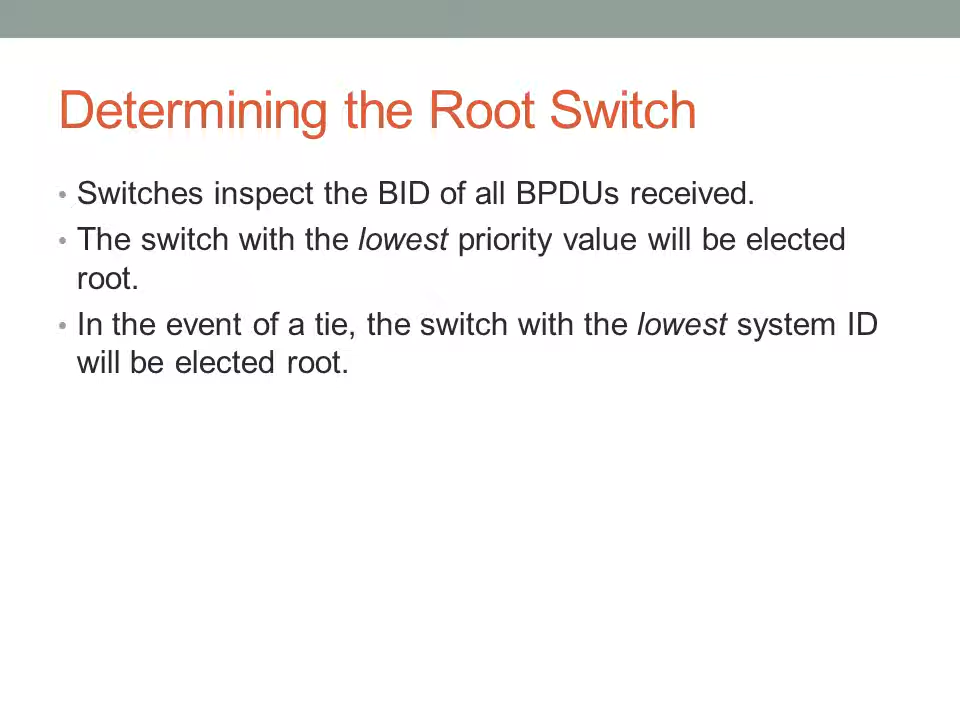 Determining the Root Switch
• Switches inspect the BID of all BPDUs received.
• The switch with the lowest priority value will be elected
root.
• In the event of a tie, the switch with the lowest system ID
will be elected root.